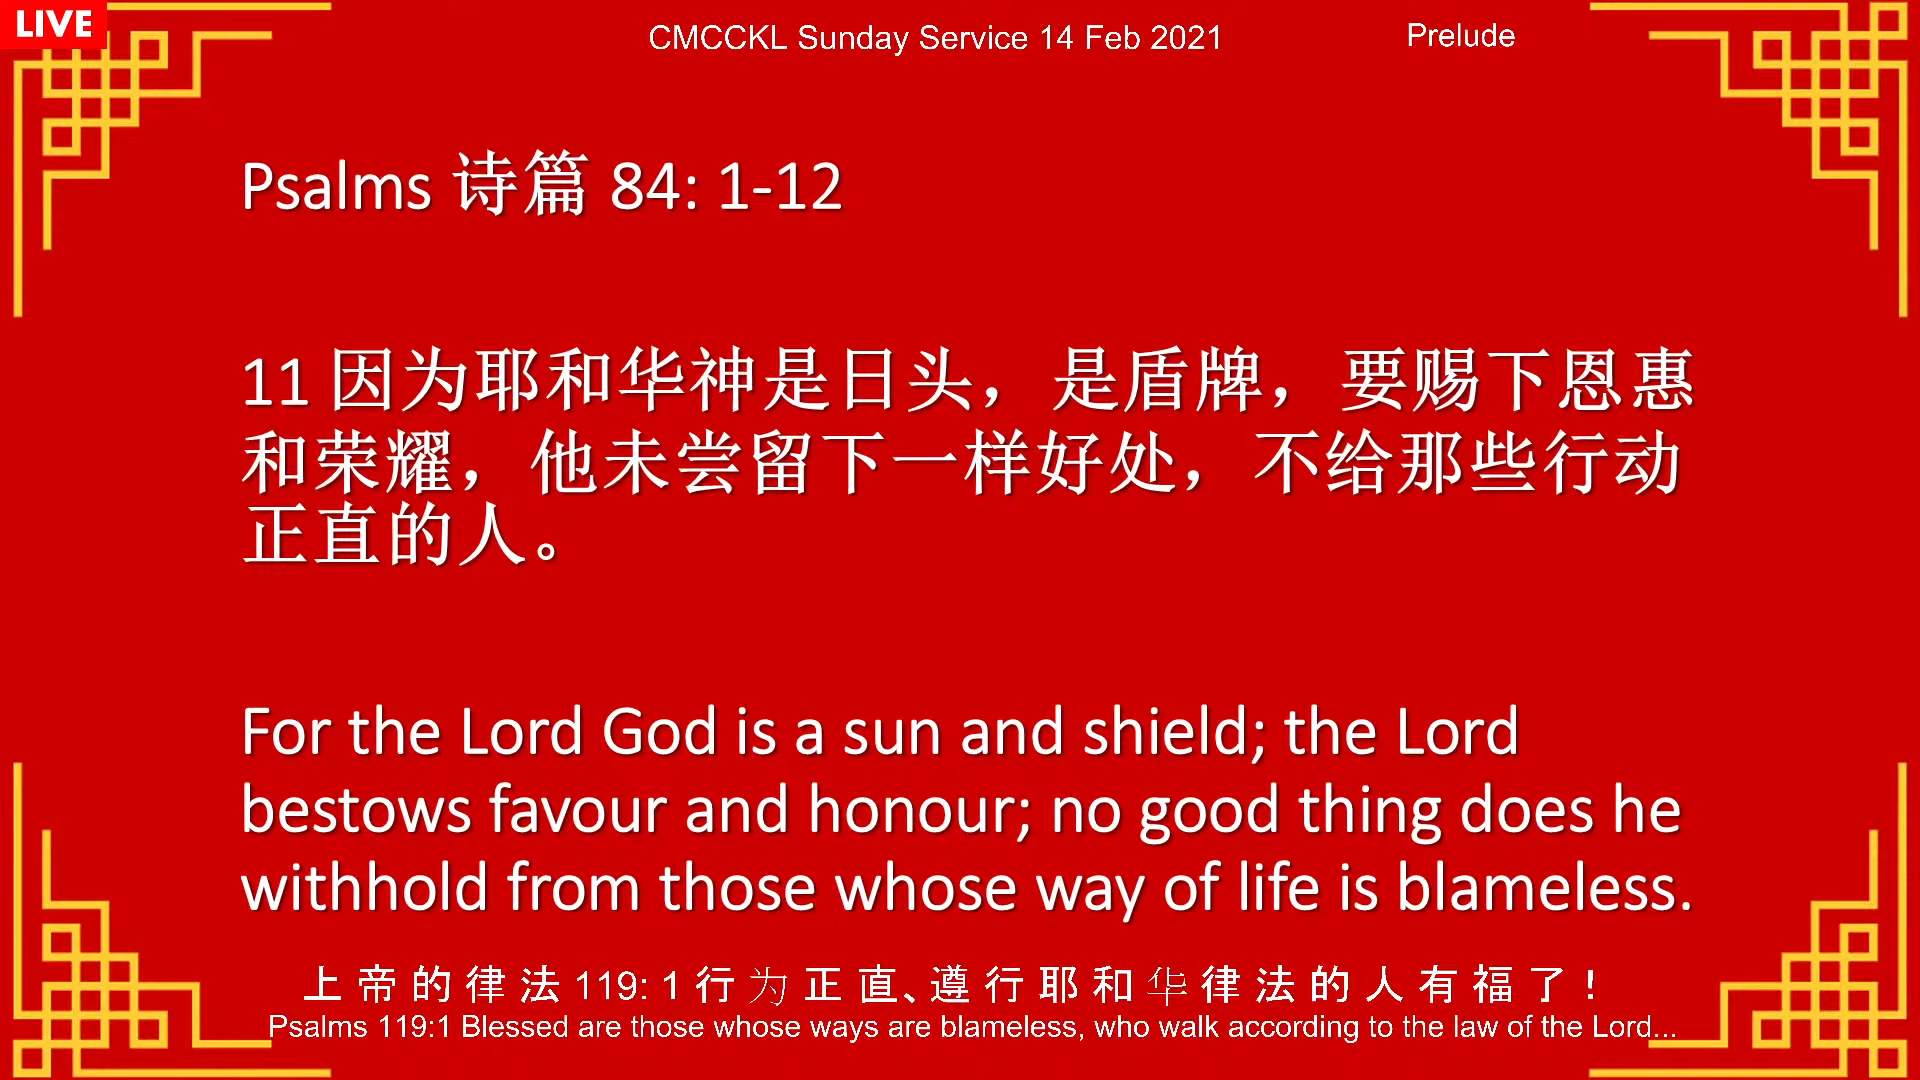 LIVE
CMCCKL Sunday Service 14 Feb 2021
Prelude
Psalms 诗篇 84: 1-12
11 因为耶和华神是日头，是盾牌，要赐下恩惠
和荣耀，他未尝留下一样好处，不给那些行动
正直的人。
For the Lord God is a sun and shield; the Lord
bestows favour and honour; no good thing does he
withhold from those whose way of life is blameless.
上帝的律法 119: 1 行为正直、遵行耶和华律法的人有福了！
Psalms 119:1 Blessed are those whose ways are blameless, who walk according to the law of the Lord...